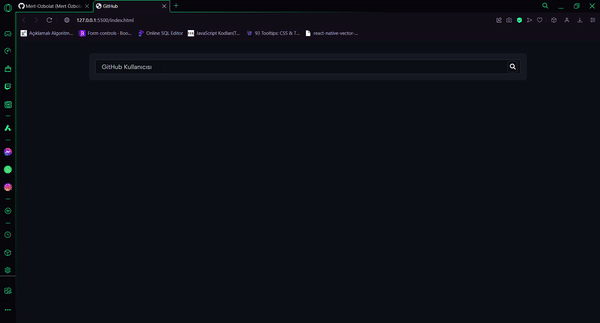 Mert-Ozbolat (Mert Özbola
GitHub
127.0.0.1:5500/index.html
Açıklamalı Algoritm...
Form controls · Boo...
Online SQL Editor
JavaScript Kodları(T...
93 Tooltips: CSS & T...
react-native-vector-...
GitHub Kullanıcısı